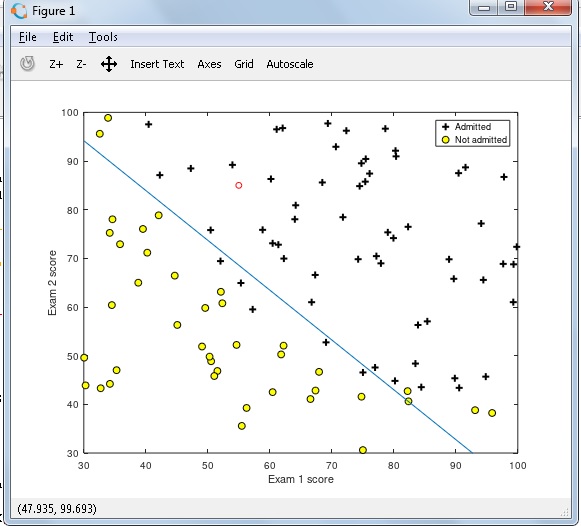 Figure 1
File Edit Tools
Z+ Z- Insert Text Axes Grid Autoscale
Admitted
Not admitted
Exam 2 score
100
90
80
70
60
50
40
30
30 40 50 60 70 80 90 100
Exam 1 score
(47.935, 99.693)